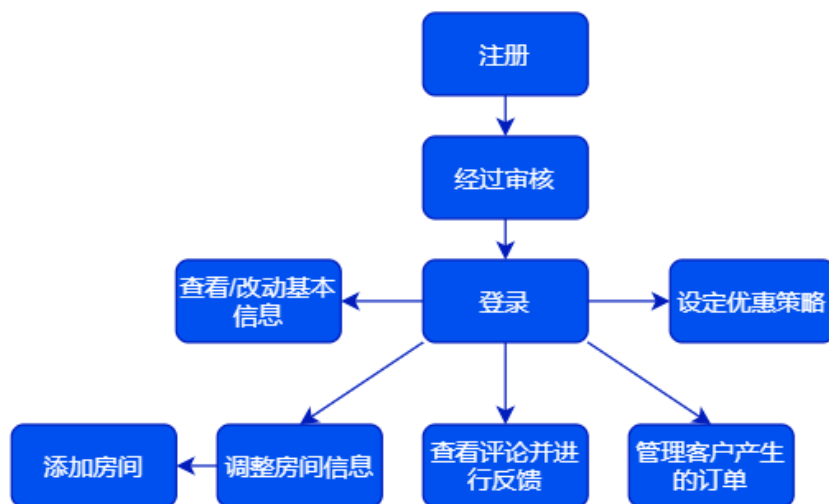 注册
经过审核
查看/改动基本
信息
登录
设定优惠策略
添加房间
调整房间信息
查看评论并进
行反馈
管理客户产生
的订单